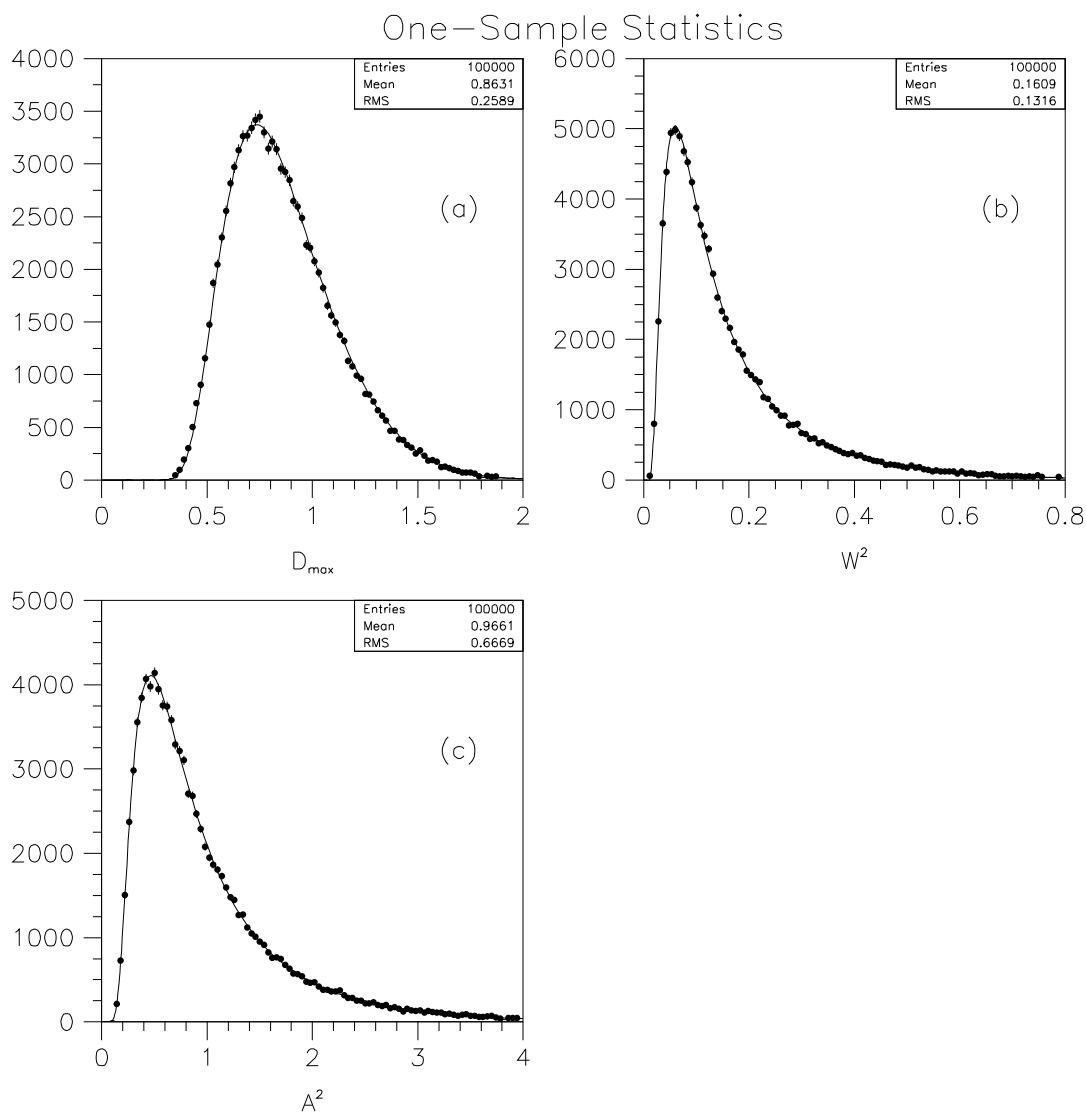 One-Sample Statistics
Entries 100000
Mean 0.8631
RMS 0.2589
(a)
4000
3500
3000
2500
2000
1500
1000
500
0
0 0.5 1 1.5 2
D_max
Entries 100000
Mean 0.1609
RMS 0.1316
(b)
6000
5000
4000
3000
2000
1000
0
0 0.2 0.4 0.6 0.8
W²
Entries 100000
Mean 0.9661
RMS 0.6669
(c)
5000
4000
3000
2000
1000
0
0 1 2 3 4
A²